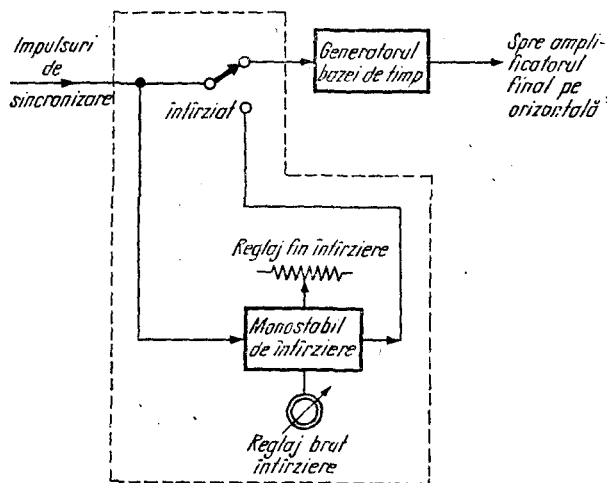 Impulsuri
de
sincronizare
întîrziat
Generatorul
bazei de timp
Spre ampli-
ficatorul
final pe
orizontală
Reglaj fin întîrziere
Monostabil
de întîrziere
Reglaj brut
întîrziere